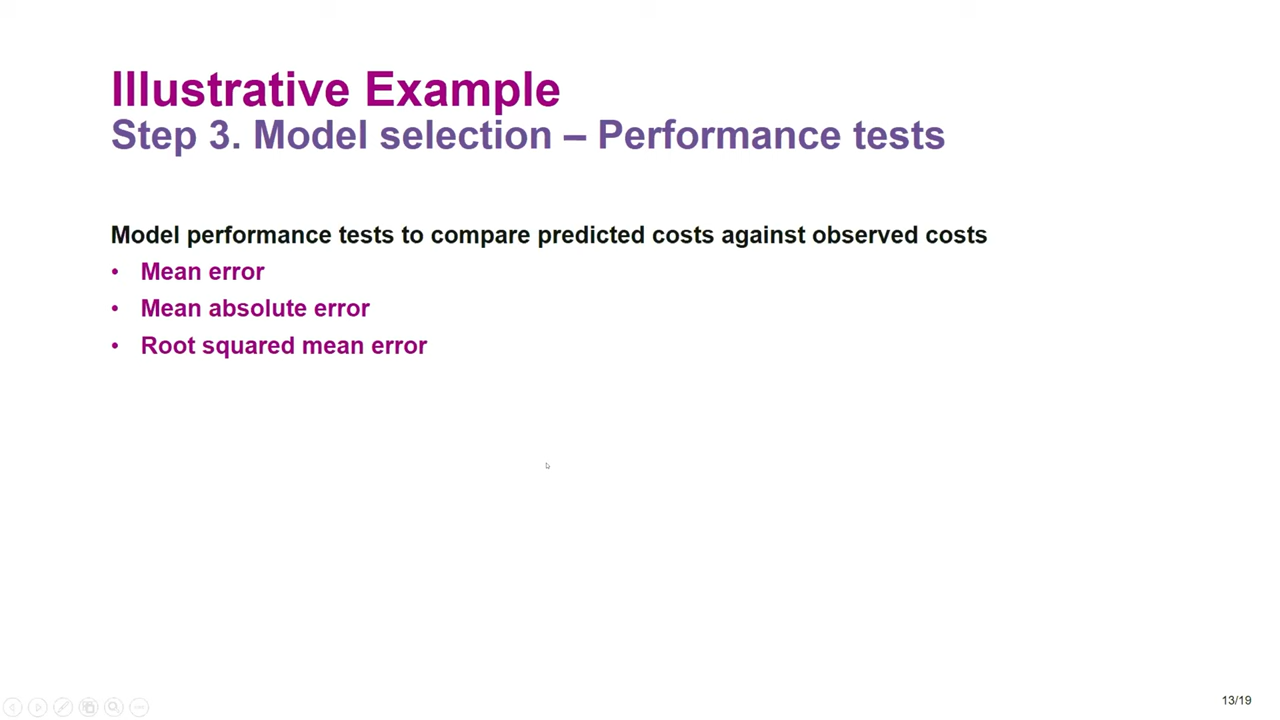 Illustrative Example
Step 3. Model selection – Performance tests
Model performance tests to compare predicted costs against observed costs
• Mean error
• Mean absolute error
• Root squared mean error
13/19